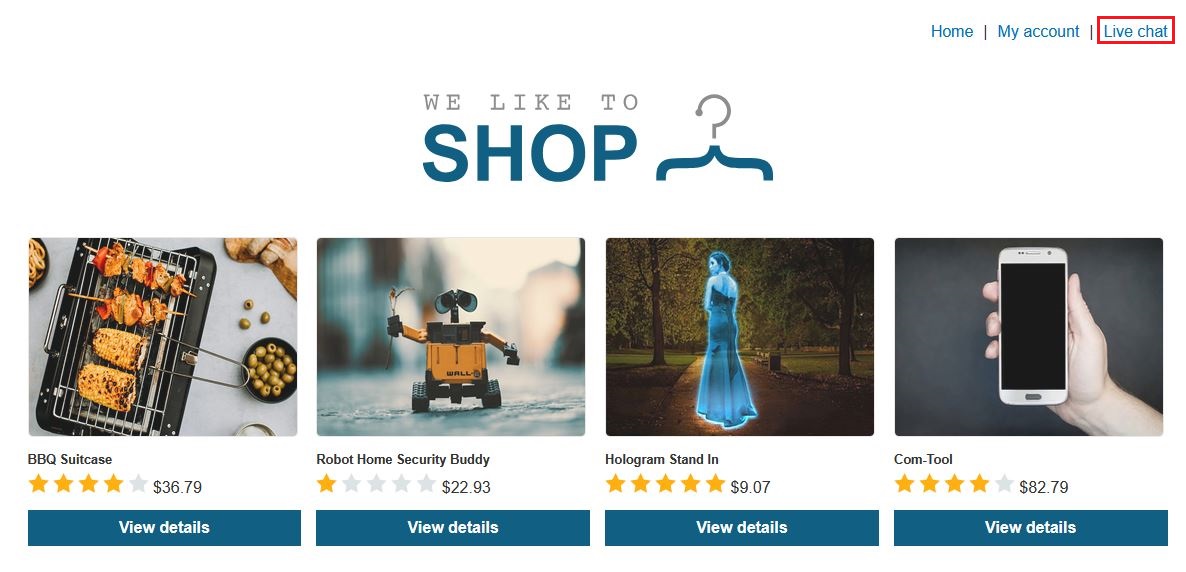 Home | My account | Live chat
WE LIKE TO
SHOP
WALL-E
BBQ Suitcase
$36.79
View details
Robot Home Security Buddy
$22.93
View details
Hologram Stand In
$9.07
View details
Com-Tool
$82.79
View details